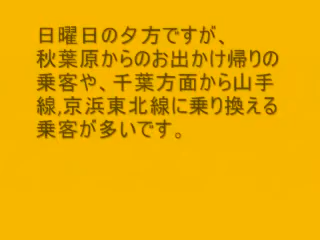 日曜日の夕方ですが、
秋葉原からのお出かけ帰りの
乗客や、千葉方面から山手
線,京浜東北線に乗り換える
乗客が多いです。